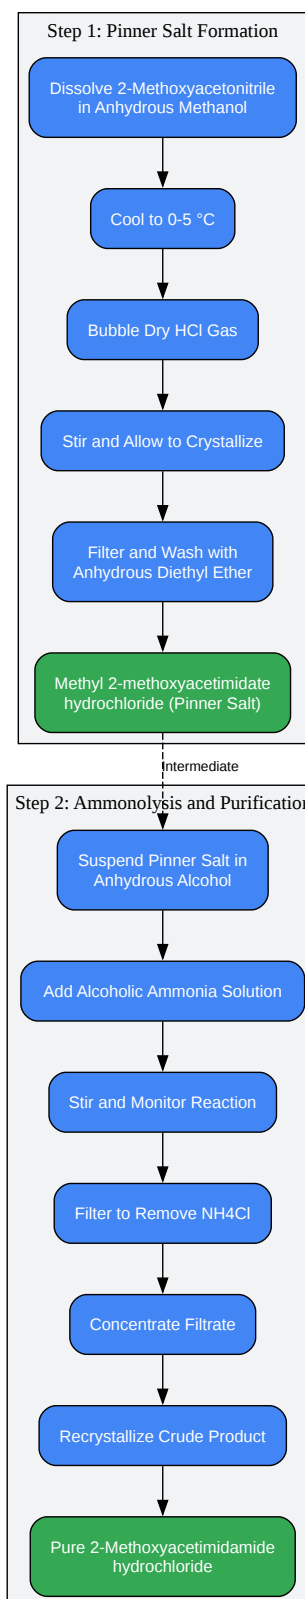 Step 1: Pinner Salt Formation
Dissolve 2-Methoxyacetonitrile
in Anhydrous Methanol
Cool to 0-5 °C
Bubble Dry HCl Gas
Stir and Allow to Crystallize
Filter and Wash with
Anhydrous Diethyl Ether
Methyl 2-methoxyacetimidate
hydrochloride (Pinner Salt)
Intermediate
Step 2: Ammonolysis and Purification
Suspend Pinner Salt in
Anhydrous Alcohol
Add Alcoholic Ammonia Solution
Stir and Monitor Reaction
Filter to Remove NH4Cl
Concentrate Filtrate
Recrystallize Crude Product
Pure 2-Methoxyacetimidamide
hydrochloride